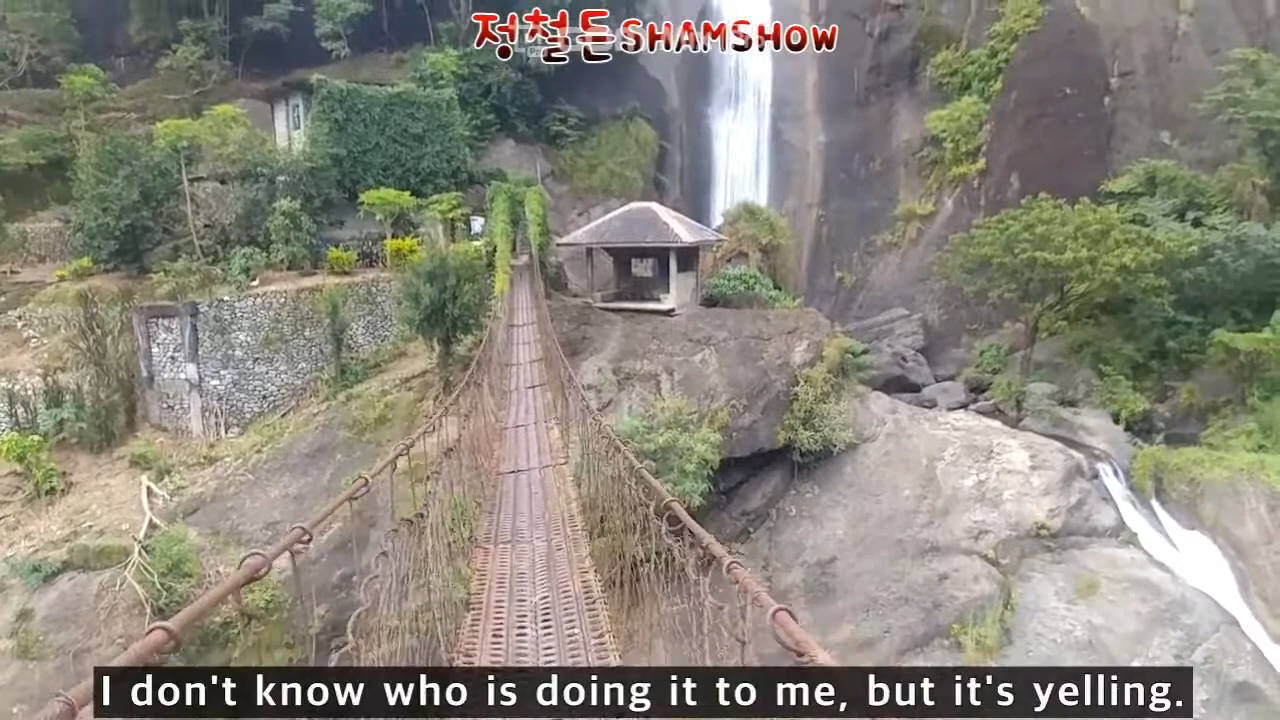 정철든SHAMSHOW
I don't know who is doing it to me, but it's yelling.